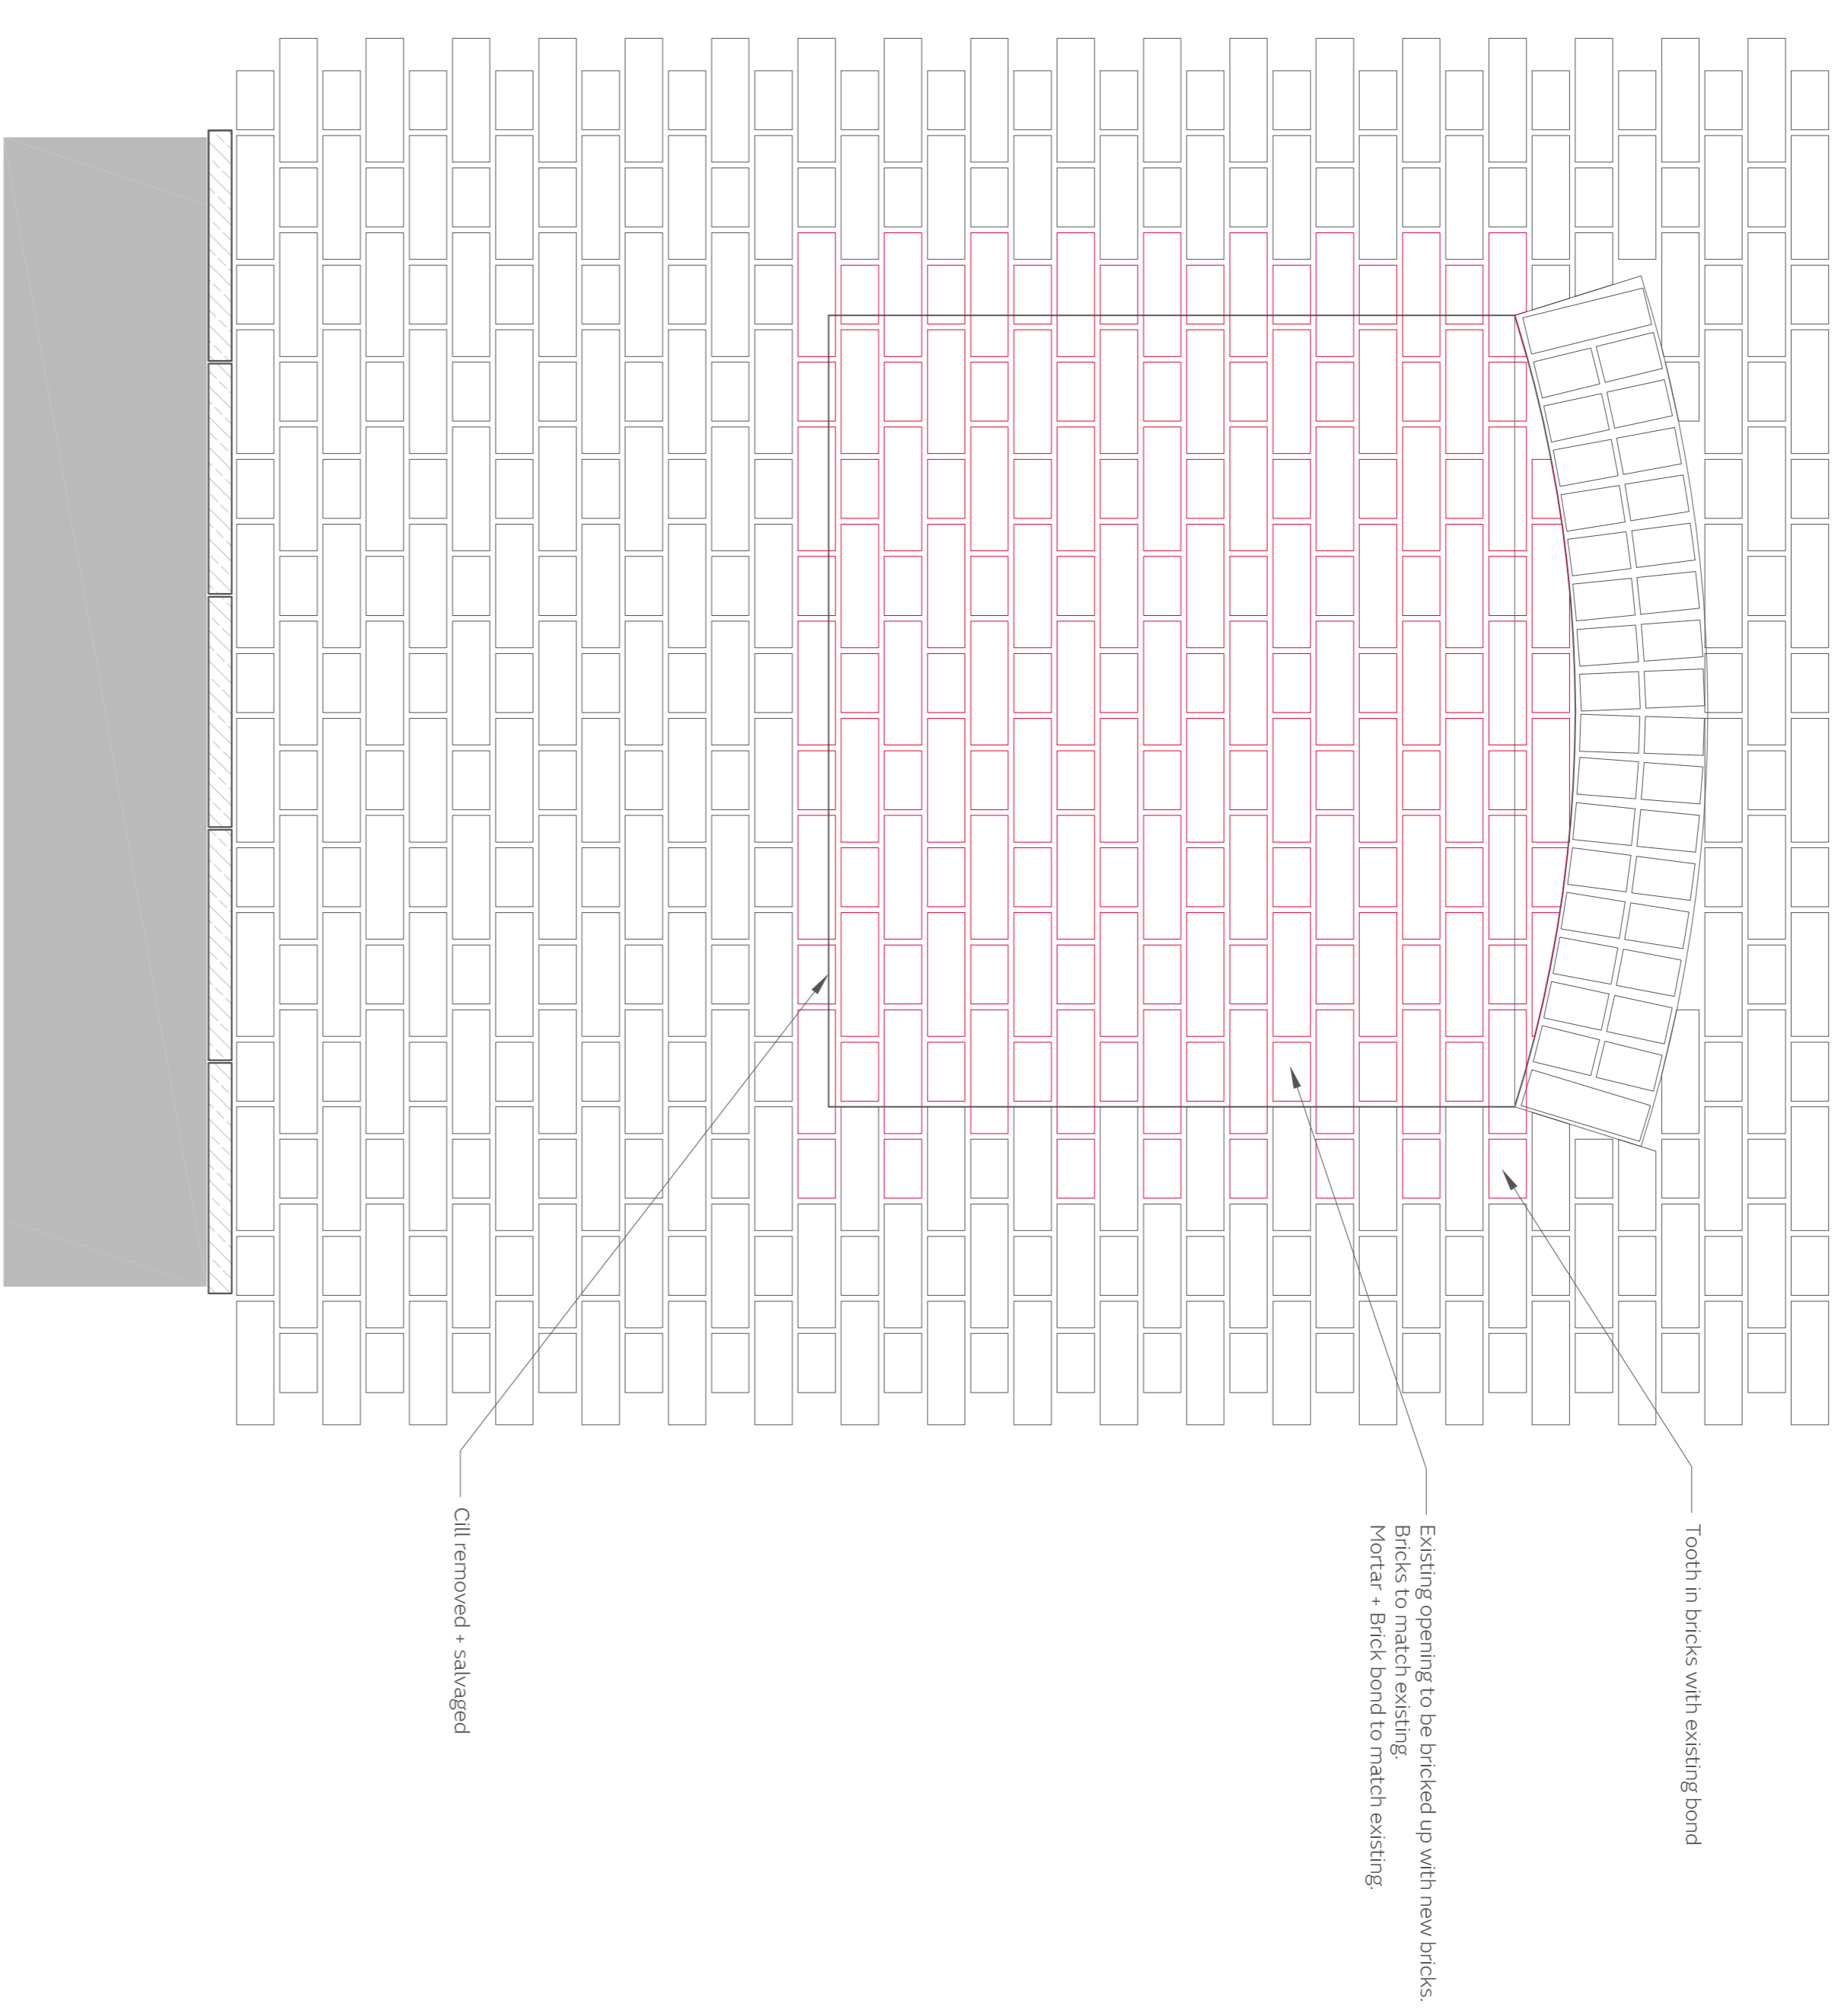 Tooth in bricks with existing bond
Existing opening to be bricked up with new bricks.
Bricks to match existing.
Mortar + Brick bond to match existing.
Cill removed + salvaged